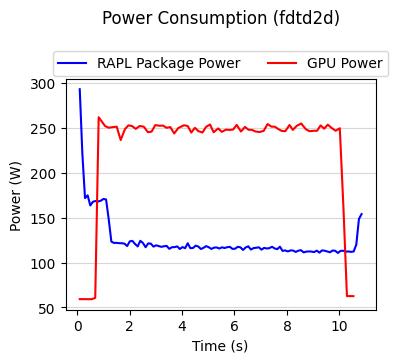 Power Consumption (fdtd2d)
RAPL Package Power
GPU Power
300
250
200
150
100
50
Power (W)
0
2
4
6
8
10
Time (s)